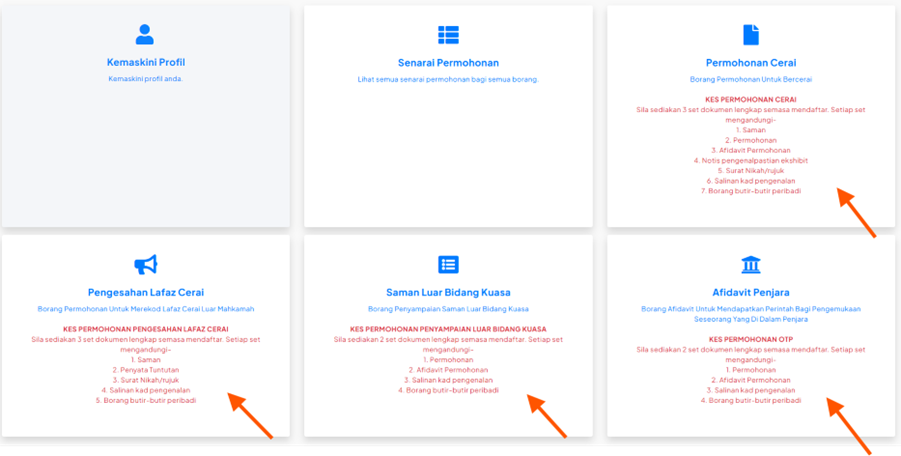 Kemaskini Profil
Kemaskini profil anda.
Senarai Permohonan
Lihat semua senarai permohonan bagi semua borang.
Permohonan Cerai
Borang Permohonan Untuk Bercerai
KES PERMOHONAN CERAI
Sila sediakan 3 set dokumen lengkap semasa mendaftar. Setiap set
mengandungi-
1. Saman
2. Permohonan
3. Afidavit Permohonan
4. Notis pengenalpastian ekshibit
5. Surat Nikah/rujuk
6. Salinan kad pengenalan
7. Borang butir-butir peribadi
Pengesahan Lafaz Cerai
Borang Permohonan Untuk Merekod Lafaz Cerai Luar Mahkamah
KES PERMOHONAN PENGESAHAN LAFAZ CERAI
Sila sediakan 3 set dokumen lengkap semasa mendaftar. Setiap set
mengandungi-
1. Saman
2. Penyata Tuntutan
3. Surat Nikah/rujuk
4. Salinan kad pengenalan
5. Borang butir-butir peribadi
Saman Luar Bidang Kuasa
Borang Penyampaian Saman Luar Bidang Kuasa
KES PERMOHONAN PENYAMPAIAN LUAR BIDANG KUASA
Sila sediakan 2 set dokumen lengkap semasa mendaftar. Setiap set
mengandungi-
1. Permohonan
2. Afidavit Permohonan
3. Salinan kad pengenalan
4. Borang butir-butir peribadi
Afidavit Penjara
Borang Afidavit Untuk Mendapatkan Perintah Bagi Pengemukaan
Seseorang Yang Di Dalam Penjara
KES PERMOHONAN OTP
Sila sediakan 2 set dokumen lengkap semasa mendaftar. Setiap set
mengandungi-
1. Permohonan
2. Afidavit Permohonan
3. Salinan kad pengenalan
4. Borang butir-butir peribadi